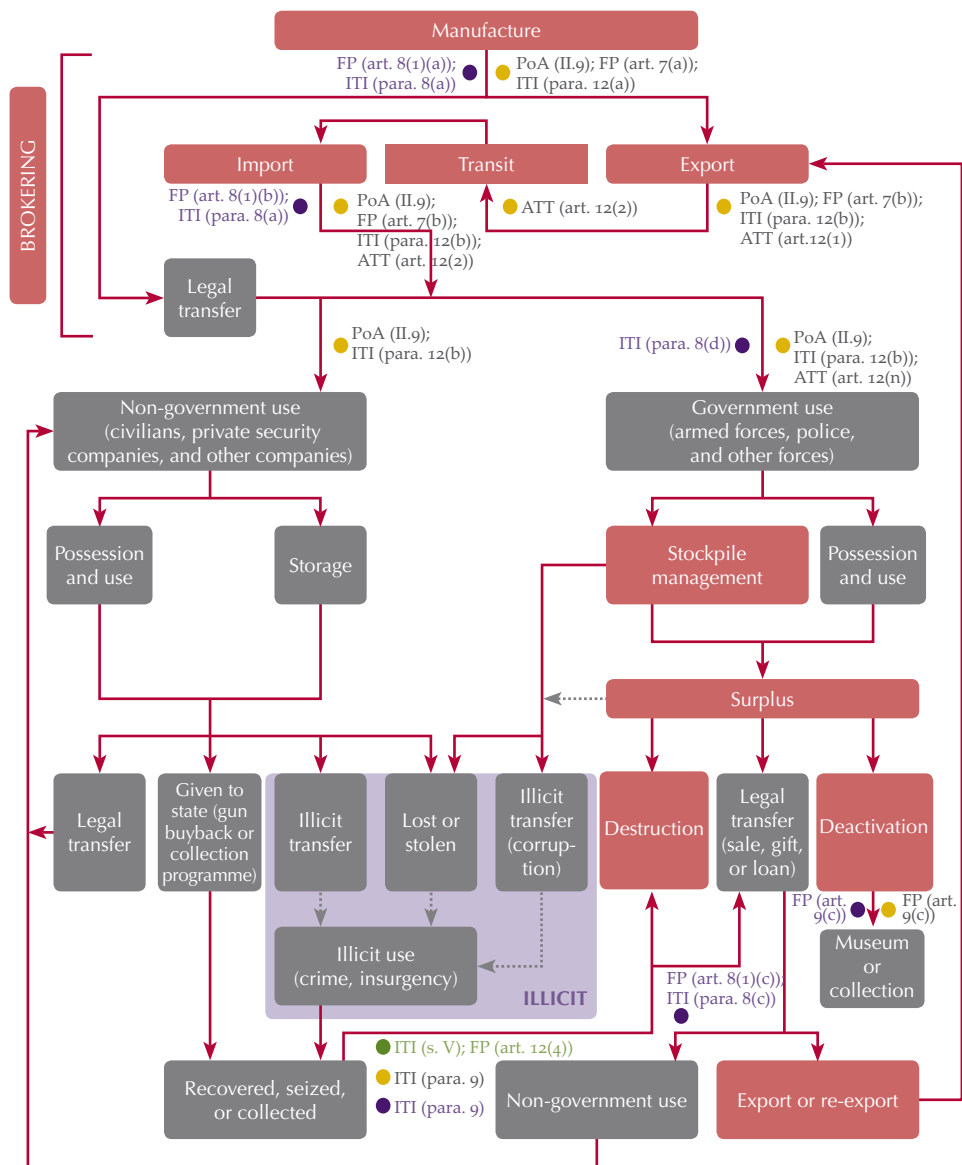 Manufacture
FP (art. 8(1)(a));
ITI (para. 8(a))
PoA (II.9); FP (art. 7(a));
ITI (para. 12(a))
BROKERING
Import
Transit
Export
FP (art. 8(1)(b));
ITI (para. 8(a))
PoA (II.9);
FP (art. 7(b));
ITI (para. 12(b));
ATT (art. 12(2))
ATT (art. 12(2))
PoA (II.9); FP (art. 7(b));
ITI (para. 12(b));
ATT (art.12(1))
Legal
transfer
PoA (II.9);
ITI (para. 12(b))
ITI (para. 8(d))
PoA (II.9);
ITI (para. 12(b));
ATT (art. 12(n))
Non-government use
(civilians, private security
companies, and other companies)
Government use
(armed forces, police,
and other forces)
Possession
and use
Storage
Stockpile
management
Possession
and use
Surplus
Legal
transfer
Given to
state (gun
buyback or
collection
programme)
Illicit
transfer
Lost or
stolen
Illicit
transfer
(corrup-
tion)
Destruction
Legal
transfer
(sale, gift,
or loan)
Deactivation
FP (art.
9(c))
FP (art.
9(c))
Illicit use
(crime, insurgency)
ILLICIT
Museum
or
collection
FP (art. 8(1)(c));
ITI (para. 8(c))
ITI (s. V); FP (art. 12(4))
ITI (para. 9)
ITI (para. 9)
Recovered, seized,
or collected
Non-government use
Export or re-export